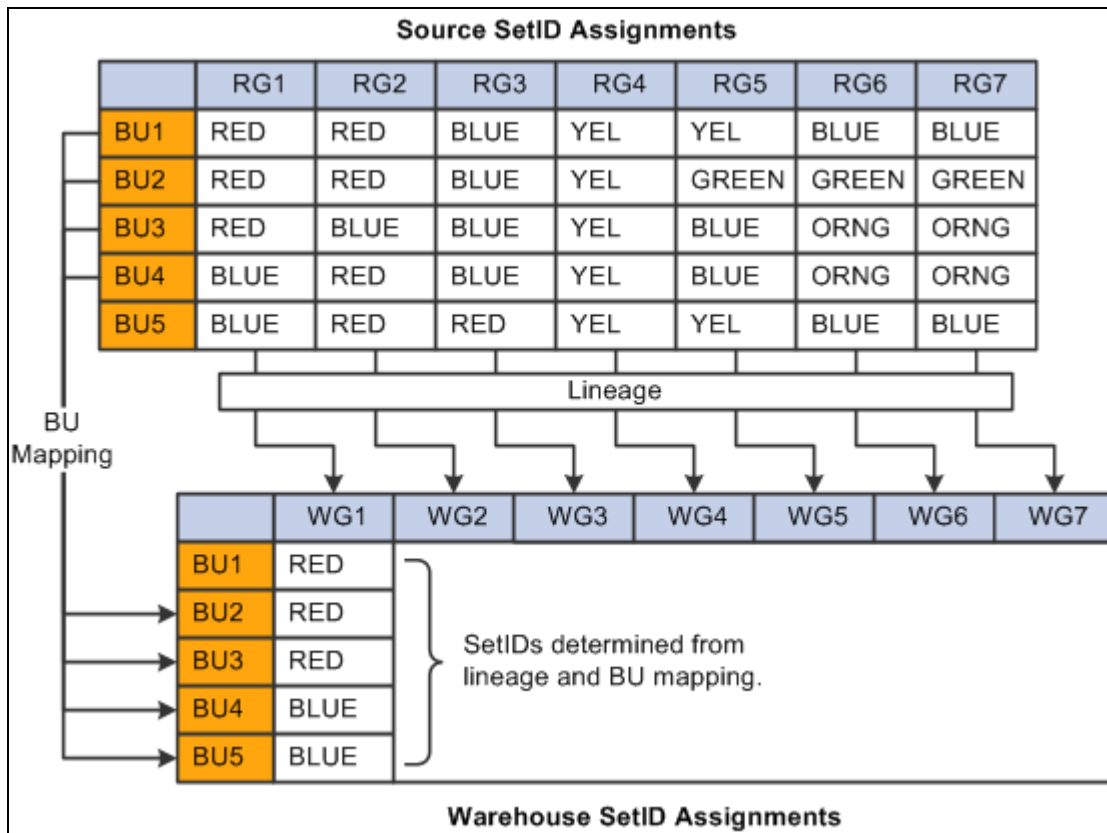 Source SetID Assignments
RG1 RG2 RG3 RG4 RG5 RG6 RG7
BU1 RED RED BLUE YEL YEL BLUE BLUE
BU2 RED RED BLUE YEL GREEN GREEN GREEN
BU3 RED BLUE BLUE YEL BLUE ORNG ORNG
BU4 BLUE RED BLUE YEL BLUE ORNG ORNG
BU5 BLUE RED RED YEL YEL BLUE BLUE
Lineage
BU
Mapping
WG1 WG2 WG3 WG4 WG5 WG6 WG7
BU1 RED
BU2 RED
BU3 RED
BU4 BLUE
BU5 BLUE
SetIDs determined from
lineage and BU mapping.
Warehouse SetID Assignments